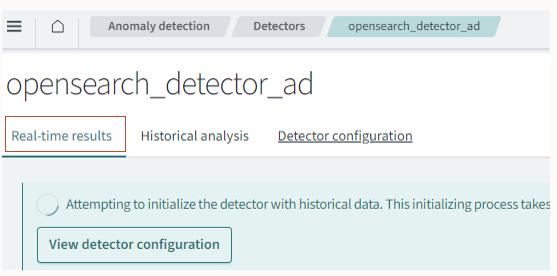 Anomaly detection
Detectors
opensearch_detector_ad
opensearch_detector_ad
Real-time results
Historical analysis
Detector configuration
Attempting to initialize the detector with historical data. This initializing process takes
View detector configuration